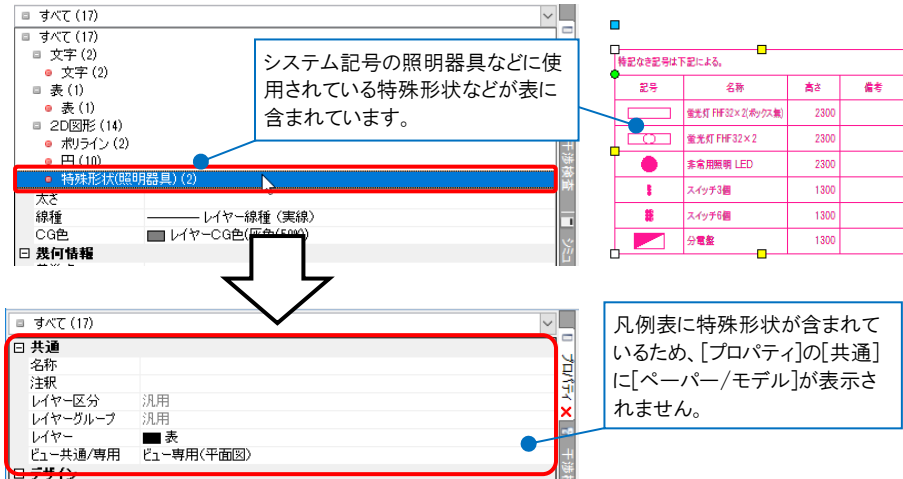 すべて (17)
すべて (17)
文字 (2)
文字 (2)
表 (1)
表 (1)
2D図形 (14)
ポリライン (2)
円 (10)
特殊形状(照明器具) (2)
太さ
線種 レイヤー線種 (実線)
CG色 レイヤーCG色(灰色(50%)
幾何情報
干渉検査
システム記号の照明器具などに使
用されている特殊形状などが表に
含まれています。
特記なき記号は下記による。
記号 名称 高さ 備考
蛍光灯 FHF32×2(ボックス無) 2300
蛍光灯 FHF32×2 2300
非常用照明 LED 2300
スイッチ3個 1300
スイッチ6個 1300
分電盤 1300
すべて (17)
共通
名称
注釈
レイヤー区分 汎用
レイヤーグループ 汎用
レイヤー 表
ビュー共通/専用 ビュー専用(平面図)
デザイン
プロパティ
凡例表に特殊形状が含まれて
いるため、[プロパティ]の[共通]
に[ペーパー/モデル]が表示さ
れません。